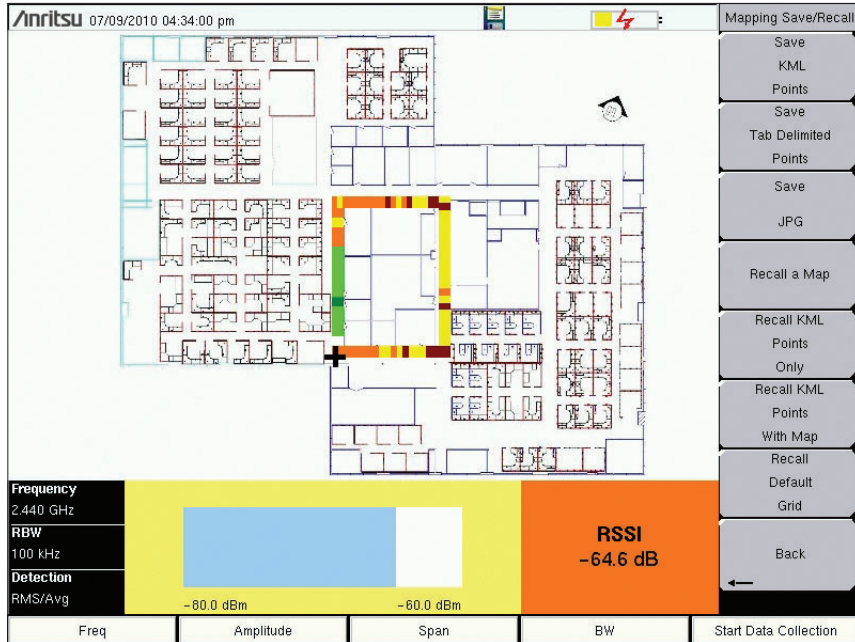 Anritsu 07/09/2010 04:34:00 pm
Mapping Save/Recall
Save
KML
Points
Save
Tab Delimited
Points
Save
JPG
Recall a Map
Recall KML
Points
Only
Recall KML
Points
With Map
Recall
Default
Grid
Back
Frequency
2.440 GHz
RBW
100 kHz
Detection
RMS/Avg
-80.0 dBm
-60.0 dBm
RSSI
-64.6 dB
Freq
Amplitude
Span
BW
Start Data Collection